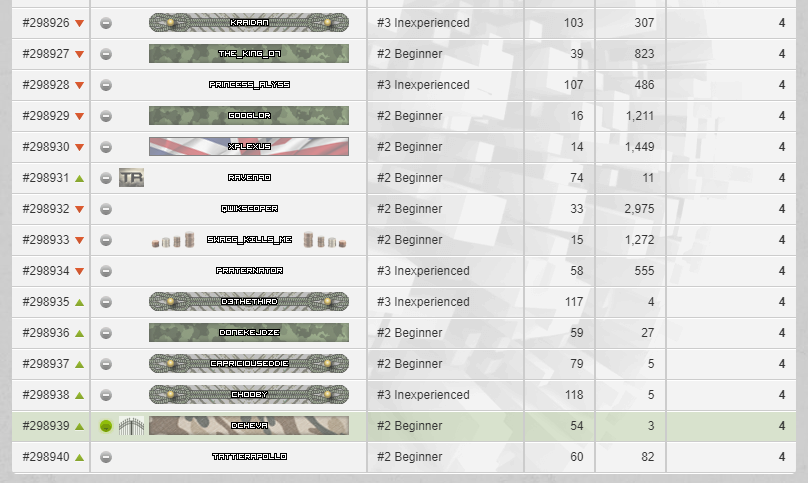 #298926 KRAIDAN #3 Inexperienced 103 307 4
#298927 THE_KING_07 #2 Beginner 39 823 4
#298928 PRINCESS_ALYSS #3 Inexperienced 107 486 4
#298929 GOOGLOR #2 Beginner 16 1,211 4
#298930 XPLEXUS #2 Beginner 14 1,449 4
#298931 TR RAVEN90 #2 Beginner 74 11 4
#298932 QWIKSCOPER #2 Beginner 33 2,975 4
#298933 SWAGG_KILLS_ME #2 Beginner 15 1,272 4
#298934 PRATERNATOR #3 Inexperienced 58 555 4
#298935 D3THETHIRD #3 Inexperienced 117 4 4
#298936 DONEKEJDZE #2 Beginner 59 27 4
#298937 CAPRICIOUSEDDIE #2 Beginner 79 5 4
#298938 CHOOBY #3 Inexperienced 118 5 4
#298939 DCHEVA #2 Beginner 54 3 4
#298940 TATTIERAPOLLO #2 Beginner 60 82 4